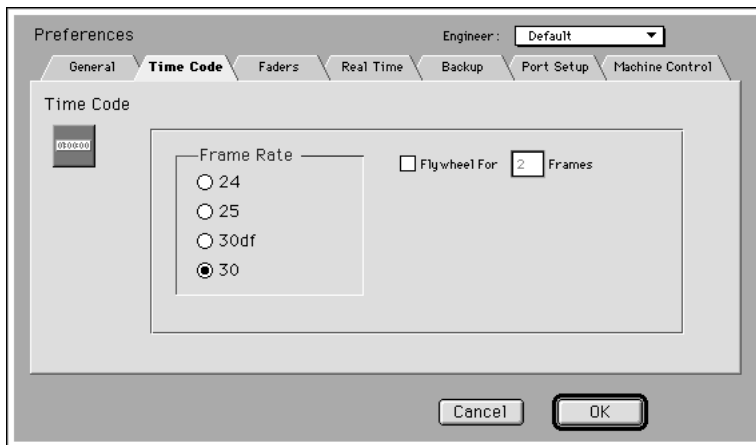 Preferences
Engineer: Default
General Time Code Faders Real Time Backup Port Setup Machine Control
Time Code
Frame Rate
Flywheel For 2 Frames
24
25
30df
30
Cancel OK